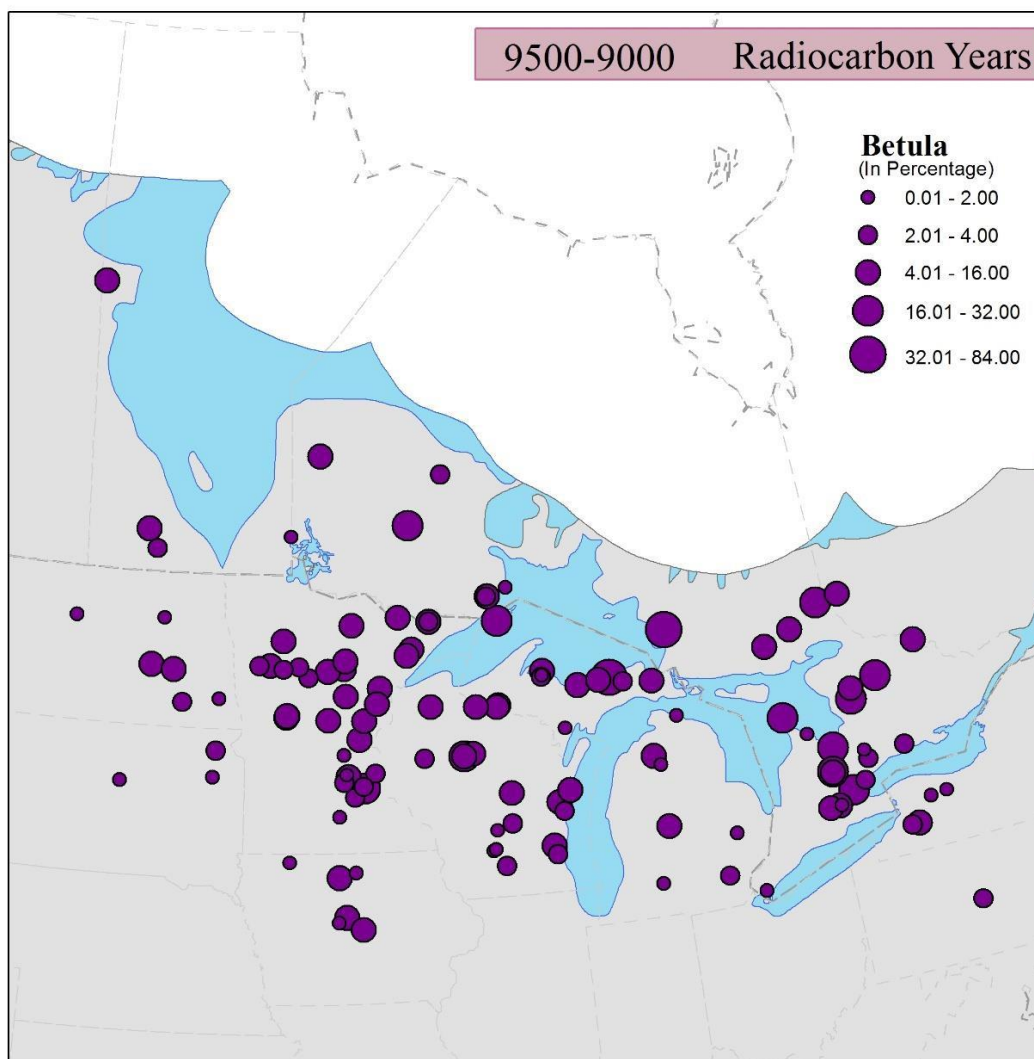 9500-9000 Radiocarbon Years
Betula
(In Percentage)
0.01 - 2.00
2.01 - 4.00
4.01 - 16.00
16.01 - 32.00
32.01 - 84.00